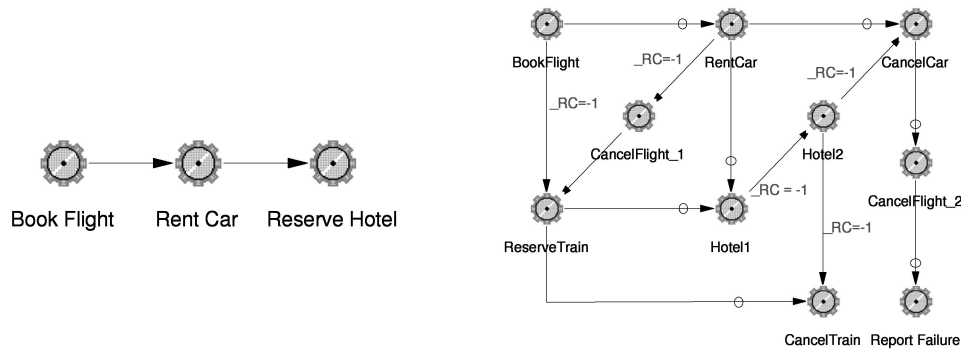 Book Flight
Rent Car
Reserve Hotel
BookFlight
_RC=-1
RentCar
_RC=-1
CancelCar
_RC=-1
CancelFlight_1
Hotel2
_RC = -1
CancelFlight_2
_RC=-1
ReserveTrain
Hotel1
CancelTrain
Report Failure